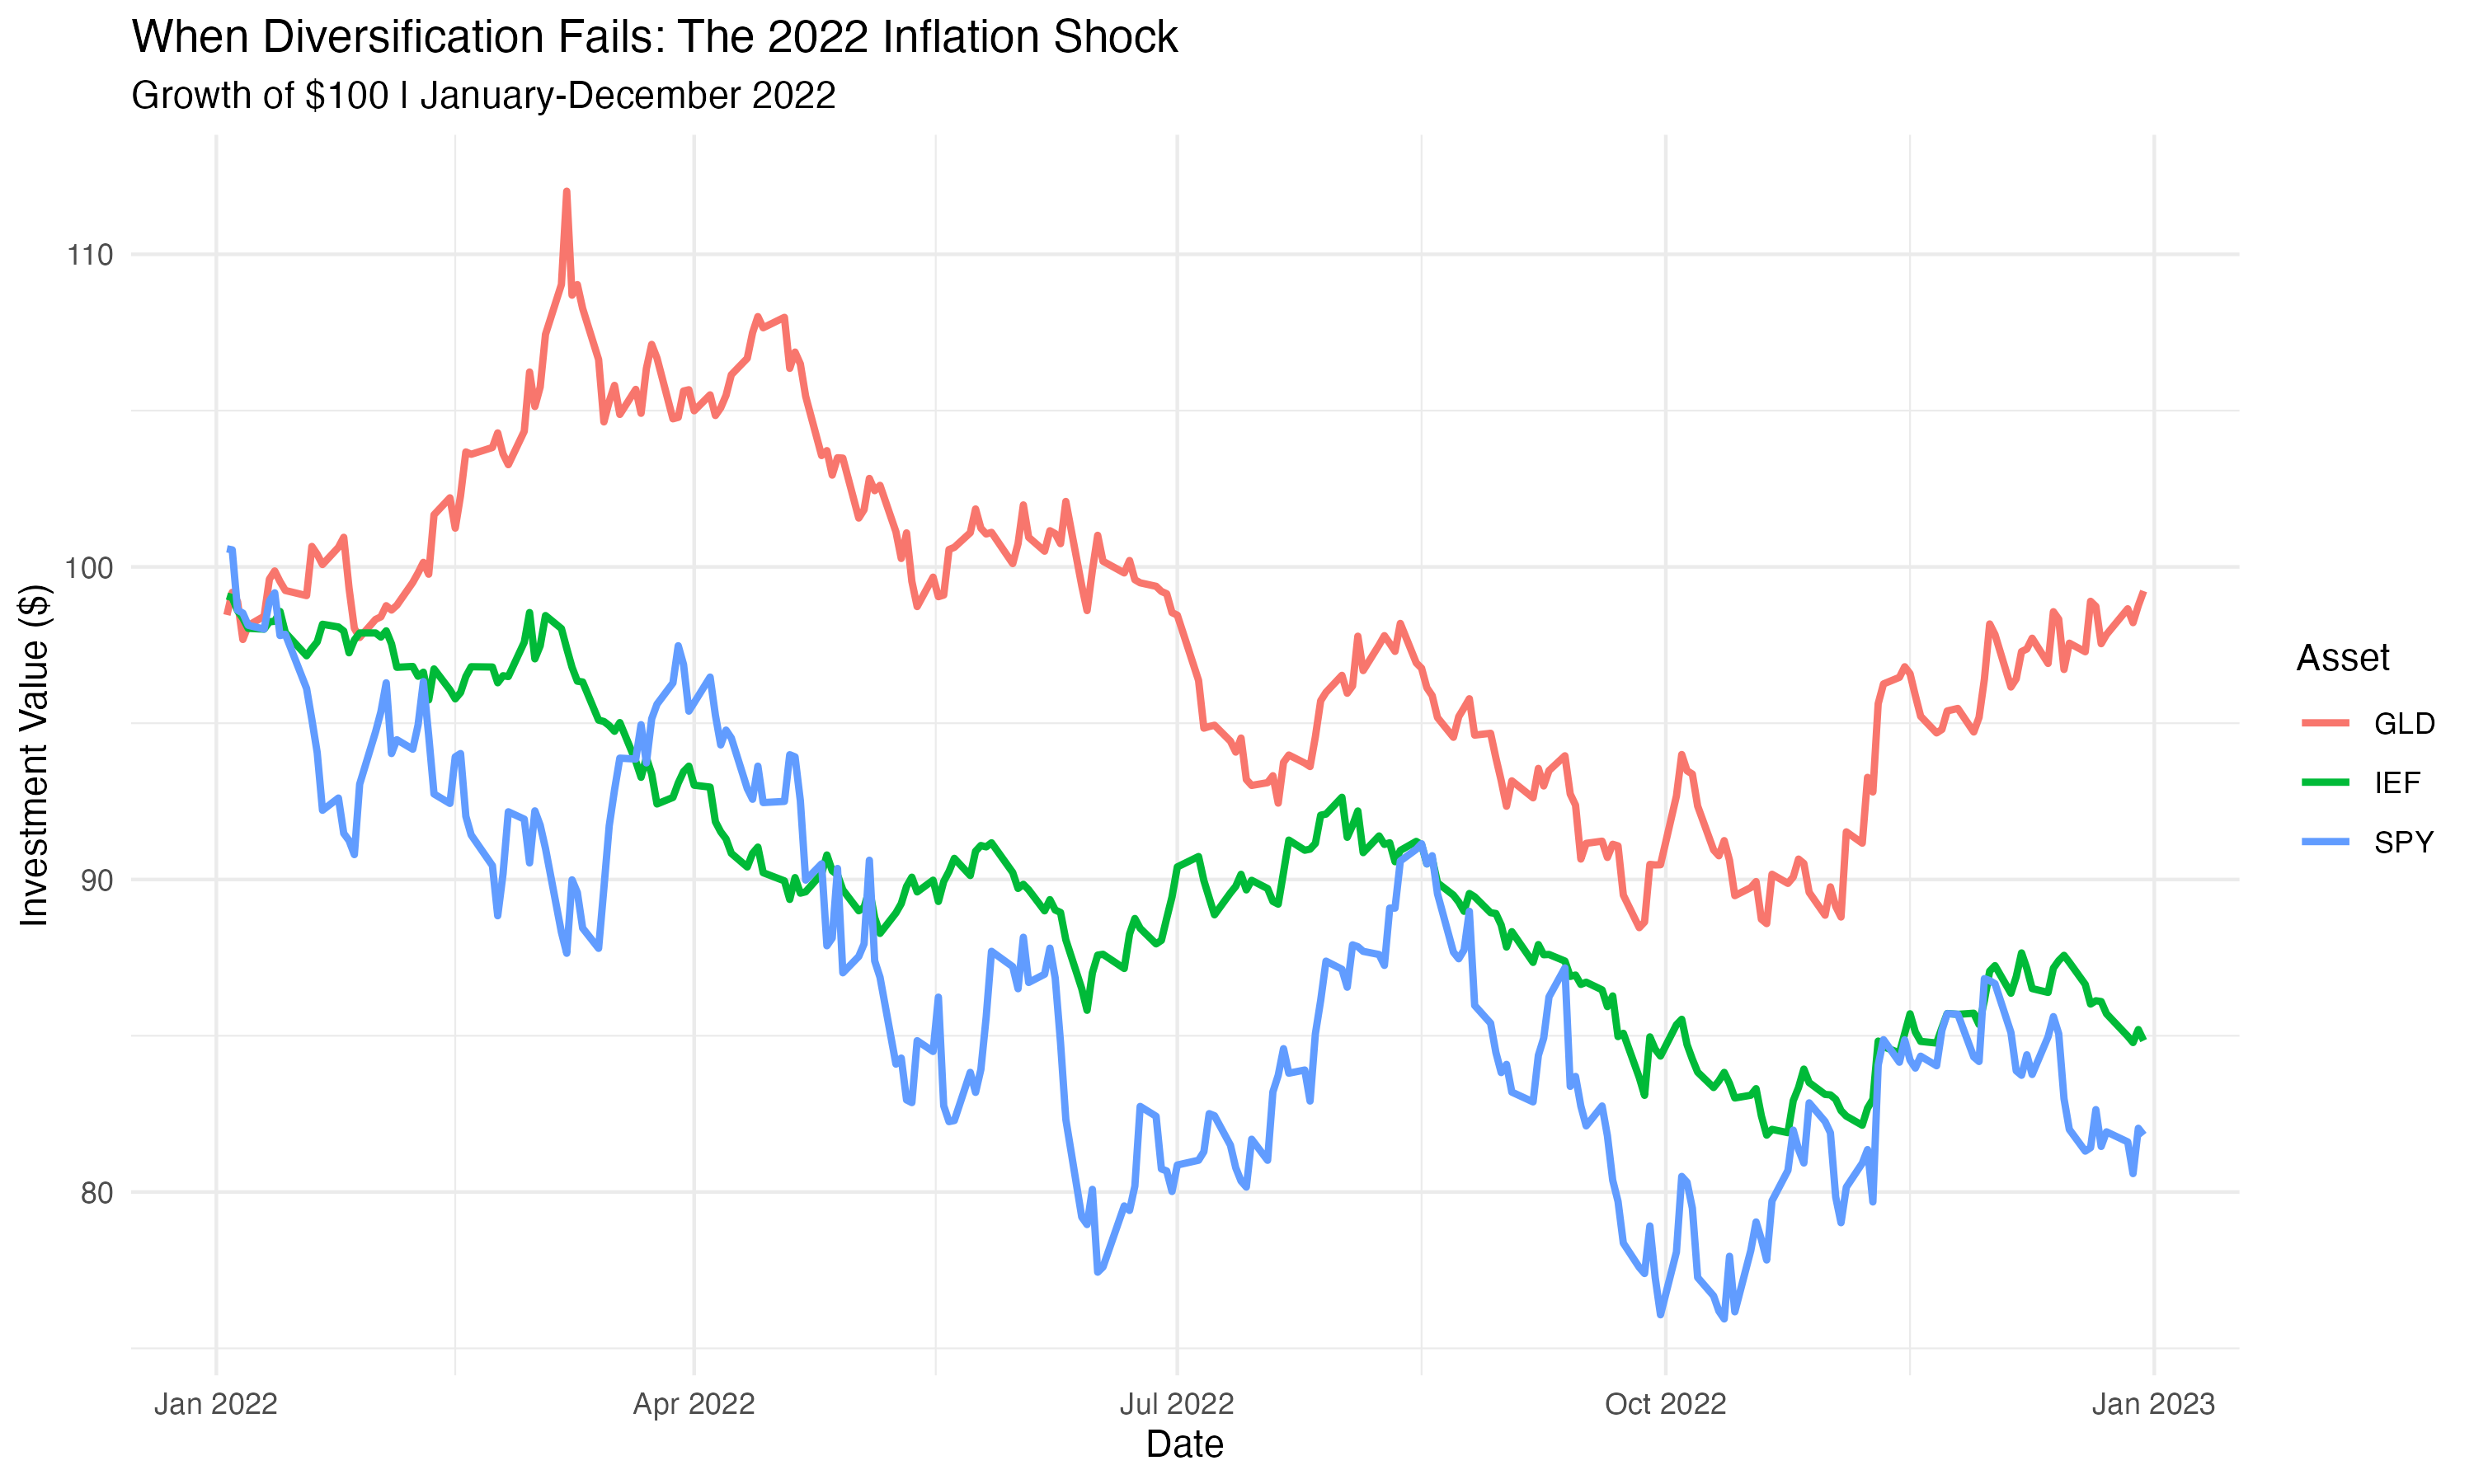 When Diversification Fails: The 2022 Inflation Shock
Growth of $100 | January-December 2022
Investment Value ($)
110
100
90
80
Jan 2022
Apr 2022
Jul 2022
Oct 2022
Jan 2023
Date
Asset
GLD
IEF
SPY